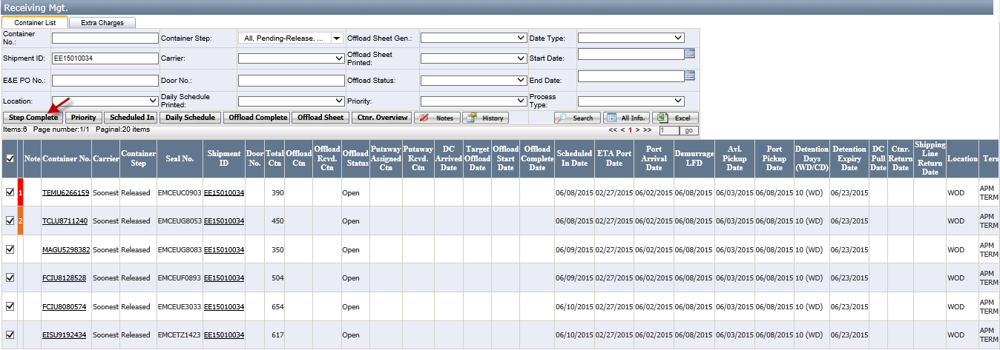 Receiving Mgt.
Container List Extra Charges
Container No.: Container Step: All, Pending-Release, ... Offload Sheet Gen.: Date Type:
Shipment ID: EE15010034 Carrier: Offload Sheet Printed: Start Date:
E&E PO No.: Door No.: Offload Status: End Date:
Location: Daily Schedule Printed: Priority: Process Type:
Step Complete Priority Scheduled In Daily Schedule Offload Complete Offload Sheet Ctnr. Overview Notes History Search All Info. Excel
Items:6 Page number:1/1 Paginal:20 items << < 1 > >> 1 go
Note Container No. Carrier Container Step Seal No. Shipment ID Door No. Total Ctn Offload Ctn Offload Rcvd. Ctn Offload Status Putaway Assigned Ctn Putaway Rcvd. Ctn DC Arrived Date Target Offload Date Offload Start Date Offload Complete Date Scheduled In Date ETA Port Date Port Arrival Date Demurrage LFD Avl. Pickup Date Port Pickup Date Detention Days (WD/CD) Detention Expiry Date DC Pull Date Ctnr. Return Date Shipping Line Return Date Location Term
1 TEMU6266159 Soonest Released EMCEUC0903 EE15010034 390 Open 06/08/2015 02/27/2015 06/02/2015 06/08/2015 06/03/2015 06/08/2015 10 (WD) 06/23/2015 WOD APM TERM
2 TCLU8711240 Soonest Released EMCEUG8053 EE15010034 450 Open 06/08/2015 02/27/2015 06/02/2015 06/08/2015 06/03/2015 06/08/2015 10 (WD) 06/23/2015 WOD APM TERM
MAGU5298382 Soonest Released EMCEUG8083 EE15010034 350 Open 06/09/2015 02/27/2015 06/02/2015 06/08/2015 06/03/2015 06/08/2015 10 (WD) 06/23/2015 WOD APM TERM
FCIU8128528 Soonest Released EMCEUF0893 EE15010034 504 Open 06/09/2015 02/27/2015 06/02/2015 06/08/2015 06/03/2015 06/08/2015 10 (WD) 06/23/2015 WOD APM TERM
FCIU8080574 Soonest Released EMCEUE3033 EE15010034 654 Open 06/10/2015 02/27/2015 06/02/2015 06/08/2015 06/03/2015 06/08/2015 10 (WD) 06/23/2015 WOD APM TERM
EISU9192434 Soonest Released EMCETZ1423 EE15010034 617 Open 06/10/2015 02/27/2015 06/02/2015 06/08/2015 06/03/2015 06/08/2015 10 (WD) 06/23/2015 WOD APM TERM